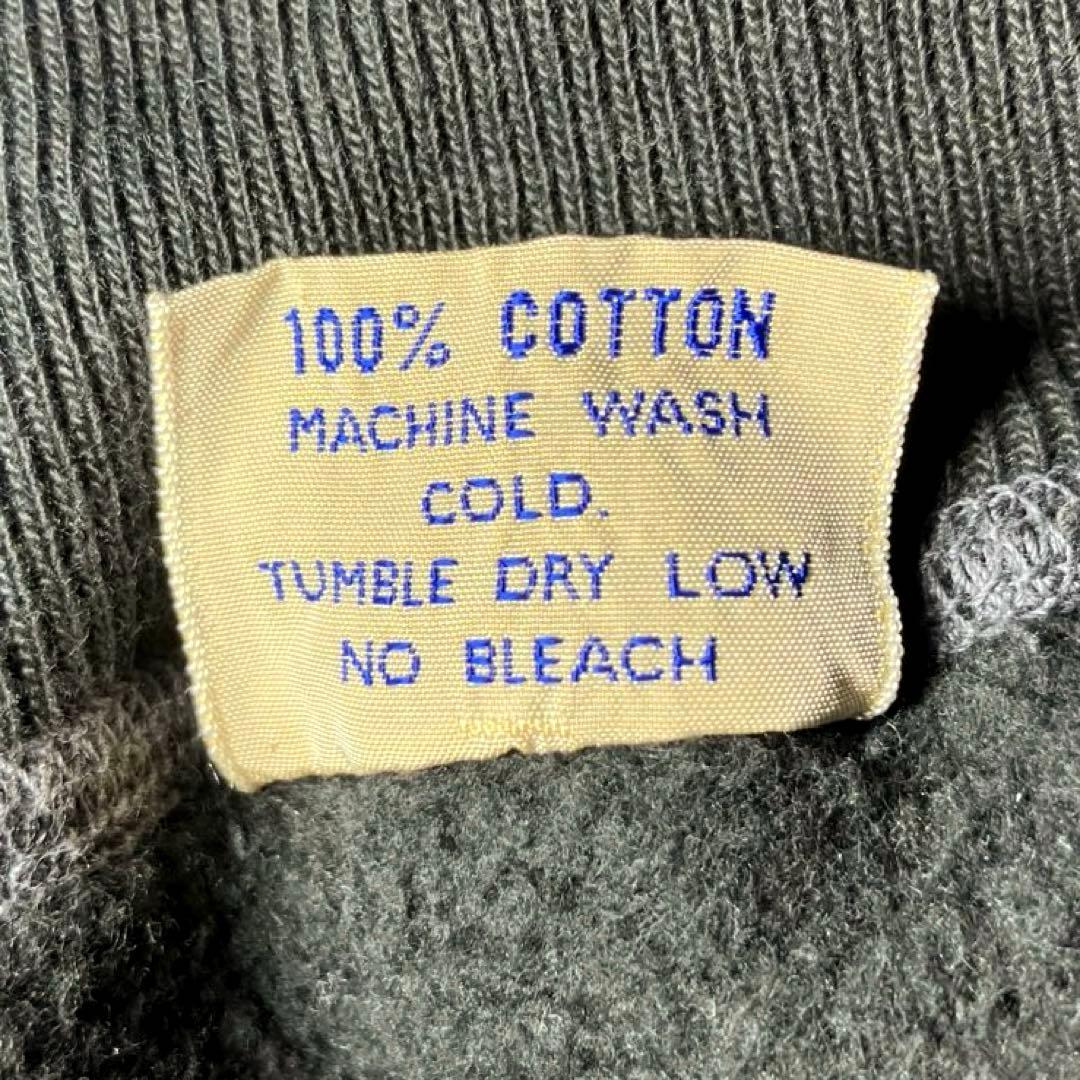 100% COTTON
MACHINE WASH
COLD.
TUMBLE DRY LOW
NO BLEACH